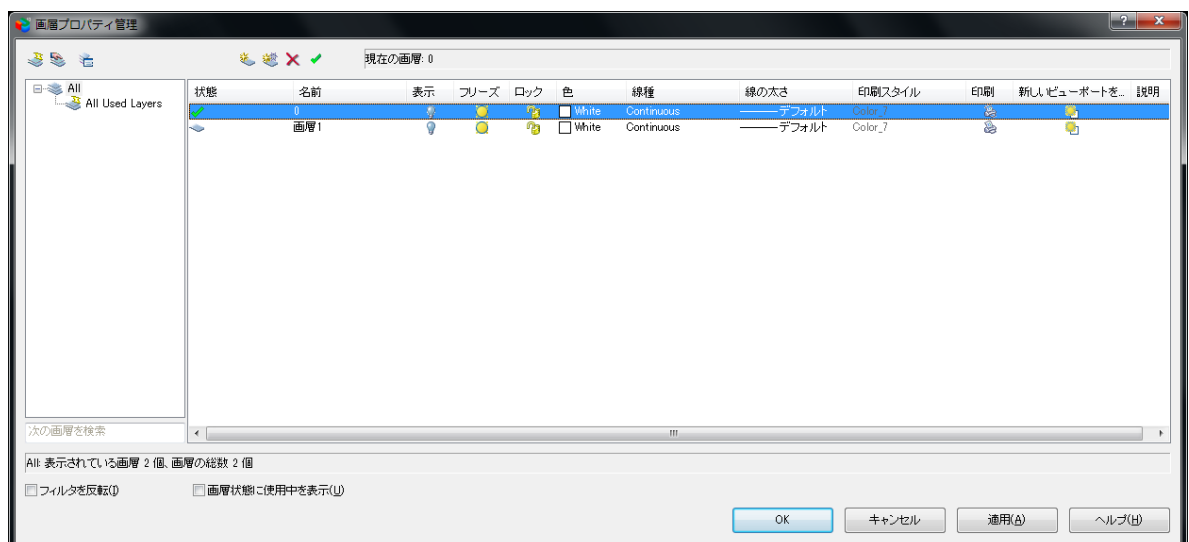 画層プロパティ管理
現在の画層: 0
All
All Used Layers
状態 名前 表示 フリーズ ロック 色 線種 線の太さ 印刷スタイル 印刷 新しいビューポートを... 説明
0 White Continuous デフォルト Color_7
画層1 White Continuous デフォルト Color_7
次の画層を検索
All: 表示されている画層 2 個、画層の総数 2 個
フィルタを反転(I) 画層状態に使用中を表示(U)
OK キャンセル 適用(A) ヘルプ(H)